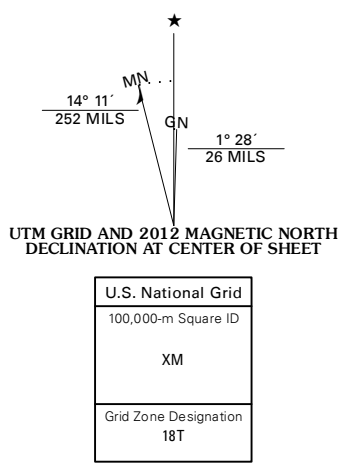 MN
14° 11´
252 MILS
GN
1° 28´
26 MILS
UTM GRID AND 2012 MAGNETIC NORTH
DECLINATION AT CENTER OF SHEET
U.S. National Grid
100,000-m Square ID
XM
Grid Zone Designation
18T